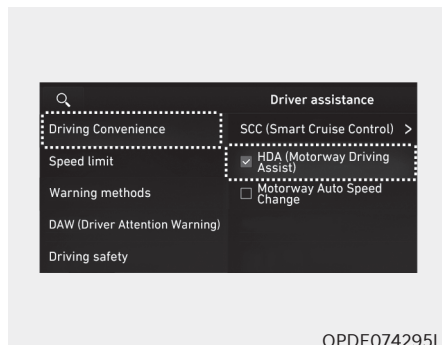 Driver assistance
Driving Convenience
Speed limit
Warning methods
DAW (Driver Attention Warning)
Driving safety
SCC (Smart Cruise Control) >
HDA (Motorway Driving
Assist)
Motorway Auto Speed
Change
OPDE074295L